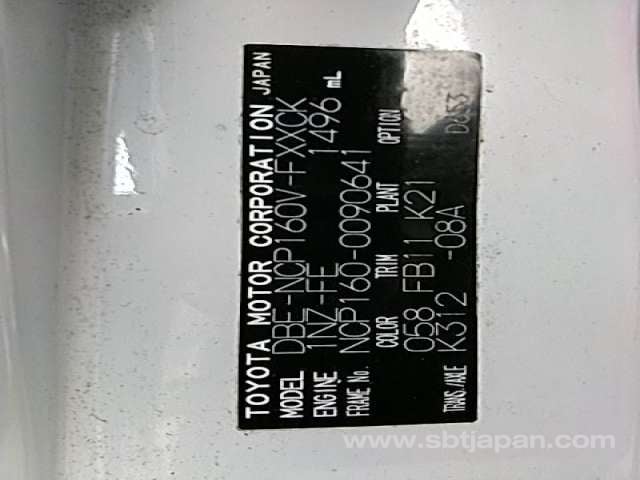 TOYOTA MOTOR CORPORATION JAPAN
MODEL DBE-NCP160V-FXXCK
ENGINE 1NZ-FE 1496 mL
FRAME No. NCP160-0090641
COLOR TRIM PLANT OPTION
058 FB11 K21
TRANS./AXLE K312 -08A
www.sbtjapan.com